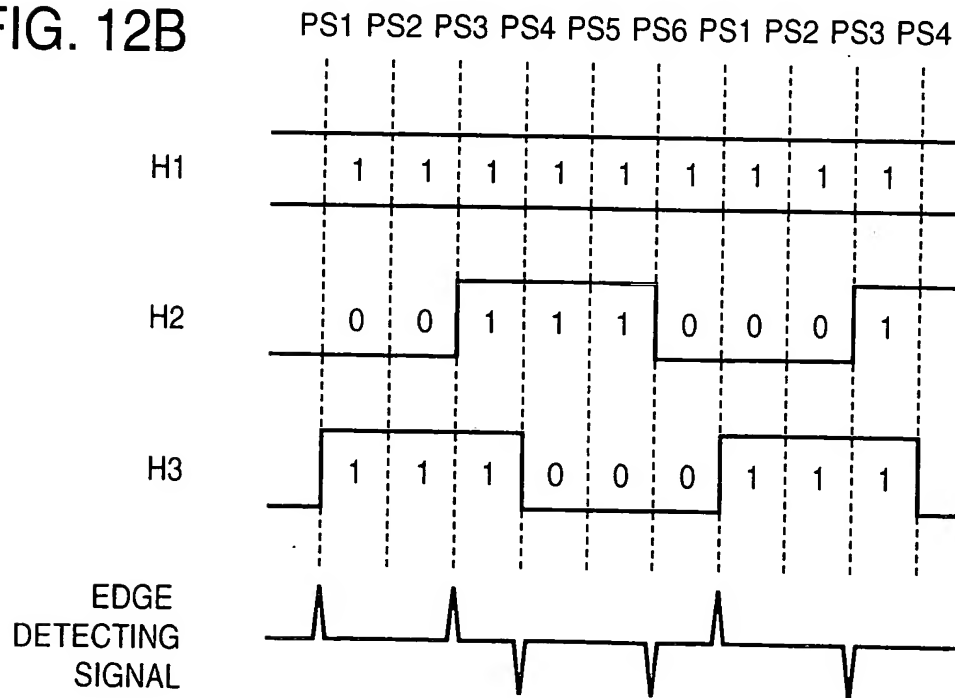 FIG. 12B
PS1 PS2 PS3 PS4 PS5 PS6 PS1 PS2 PS3 PS4
H1 1 1 1 1 1 1 1 1 1
H2 0 0 1 1 1 0 0 0 1
H3 1 1 1 0 0 0 1 1 1
EDGE
DETECTING
SIGNAL